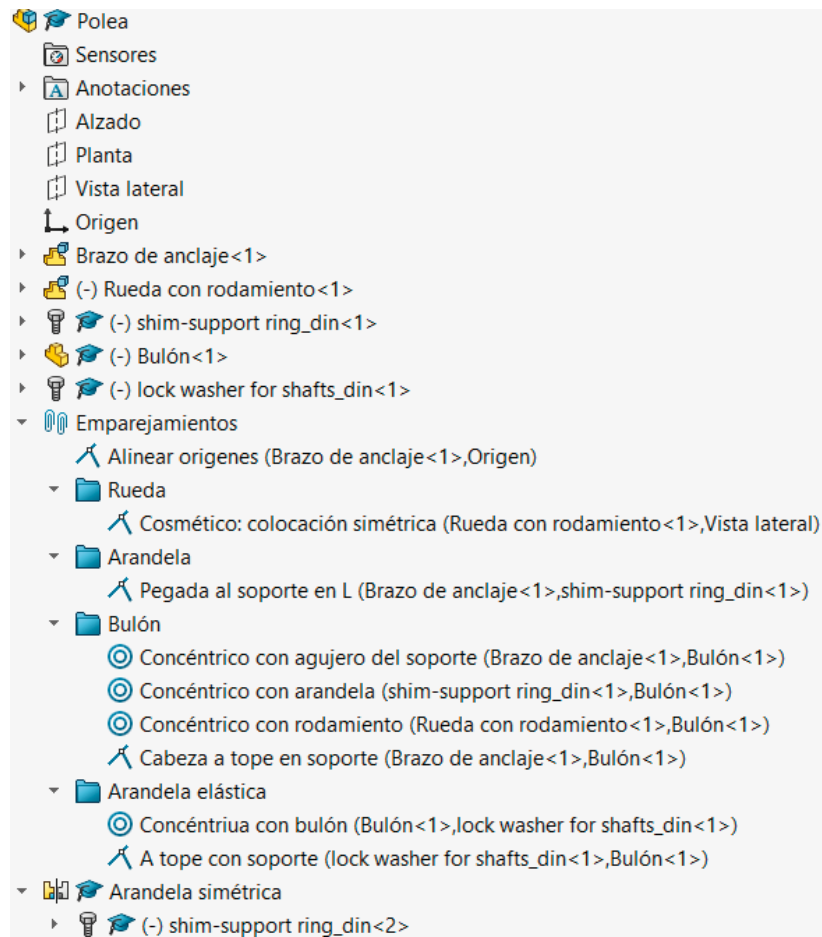 Polea
Sensores
Anotaciones
Alzado
Planta
Vista lateral
Origen
Brazo de anclaje<1>
(-) Rueda con rodamiento<1>
(-) shim-support ring_din<1>
(-) Bulón<1>
(-) lock washer for shafts_din<1>
Emparejamientos
Alinear origenes (Brazo de anclaje<1>,Origen)
Rueda
Cosmético: colocación simétrica (Rueda con rodamiento<1>,Vista lateral)
Arandela
Pegada al soporte en L (Brazo de anclaje<1>,shim-support ring_din<1>)
Bulón
Concéntrico con agujero del soporte (Brazo de anclaje<1>,Bulón<1>)
Concéntrico con arandela (shim-support ring_din<1>,Bulón<1>)
Concéntrico con rodamiento (Rueda con rodamiento<1>,Bulón<1>)
Cabeza a tope en soporte (Brazo de anclaje<1>,Bulón<1>)
Arandela elástica
Concéntriua con bulón (Bulón<1>,lock washer for shafts_din<1>)
A tope con soporte (lock washer for shafts_din<1>,Bulón<1>)
Arandela simétrica
(-) shim-support ring_din<2>